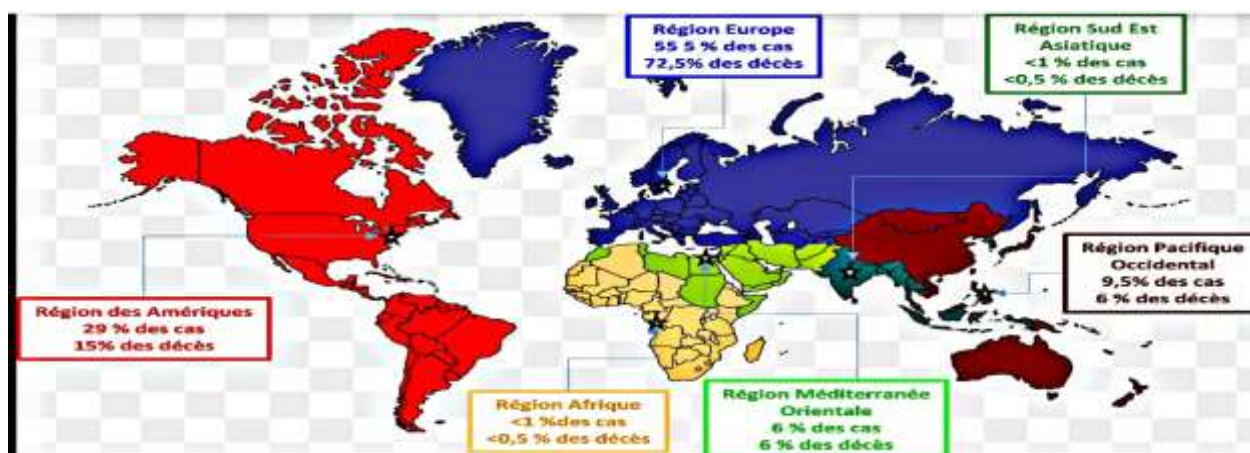 Région Europe
55 5 % des cas
72,5% des décès
Région Sud Est
Asiatique
<1 % des cas
<0,5 % des décès
Région Pacifique
Occidental
9,5% des cas
6 % des décès
Région des Amériques
29 % des cas
15% des décès
Région Afrique
<1 %des cas
<0,5 % des décès
Région Méditerranée
Orientale
6 % des cas
6 % des décès